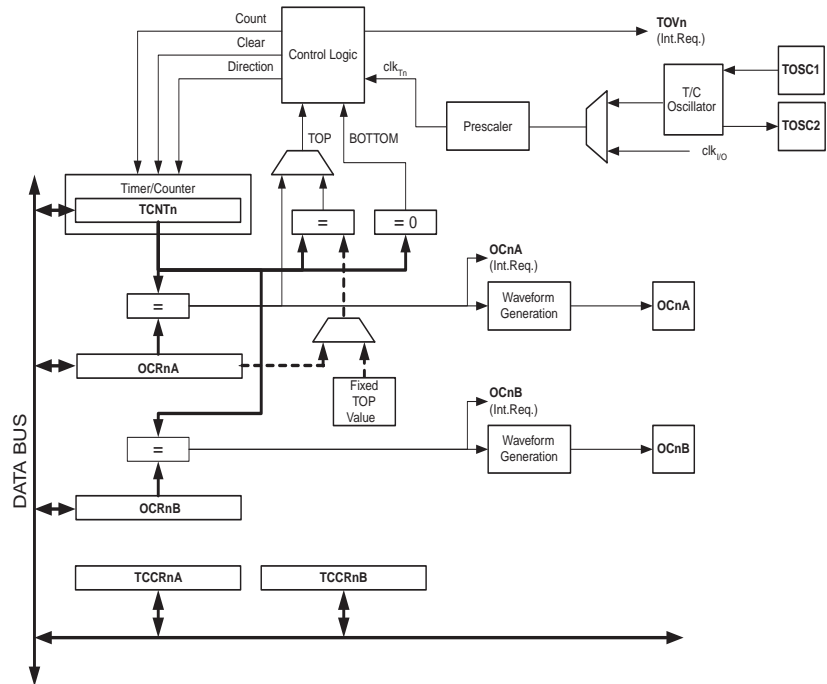 Count
Clear
Direction
Control Logic
TOVn
(Int.Req.)
clkTn
TOSC1
T/C
Oscillator
TOSC2
Prescaler
clkI/O
TOP
BOTTOM
Timer/Counter
TCNTn
=
= 0
OCnA
(Int.Req.)
=
Waveform
Generation
OCnA
OCRnA
Fixed
TOP
Value
OCnB
(Int.Req.)
=
Waveform
Generation
OCnB
OCRnB
DATA BUS
TCCRnA
TCCRnB